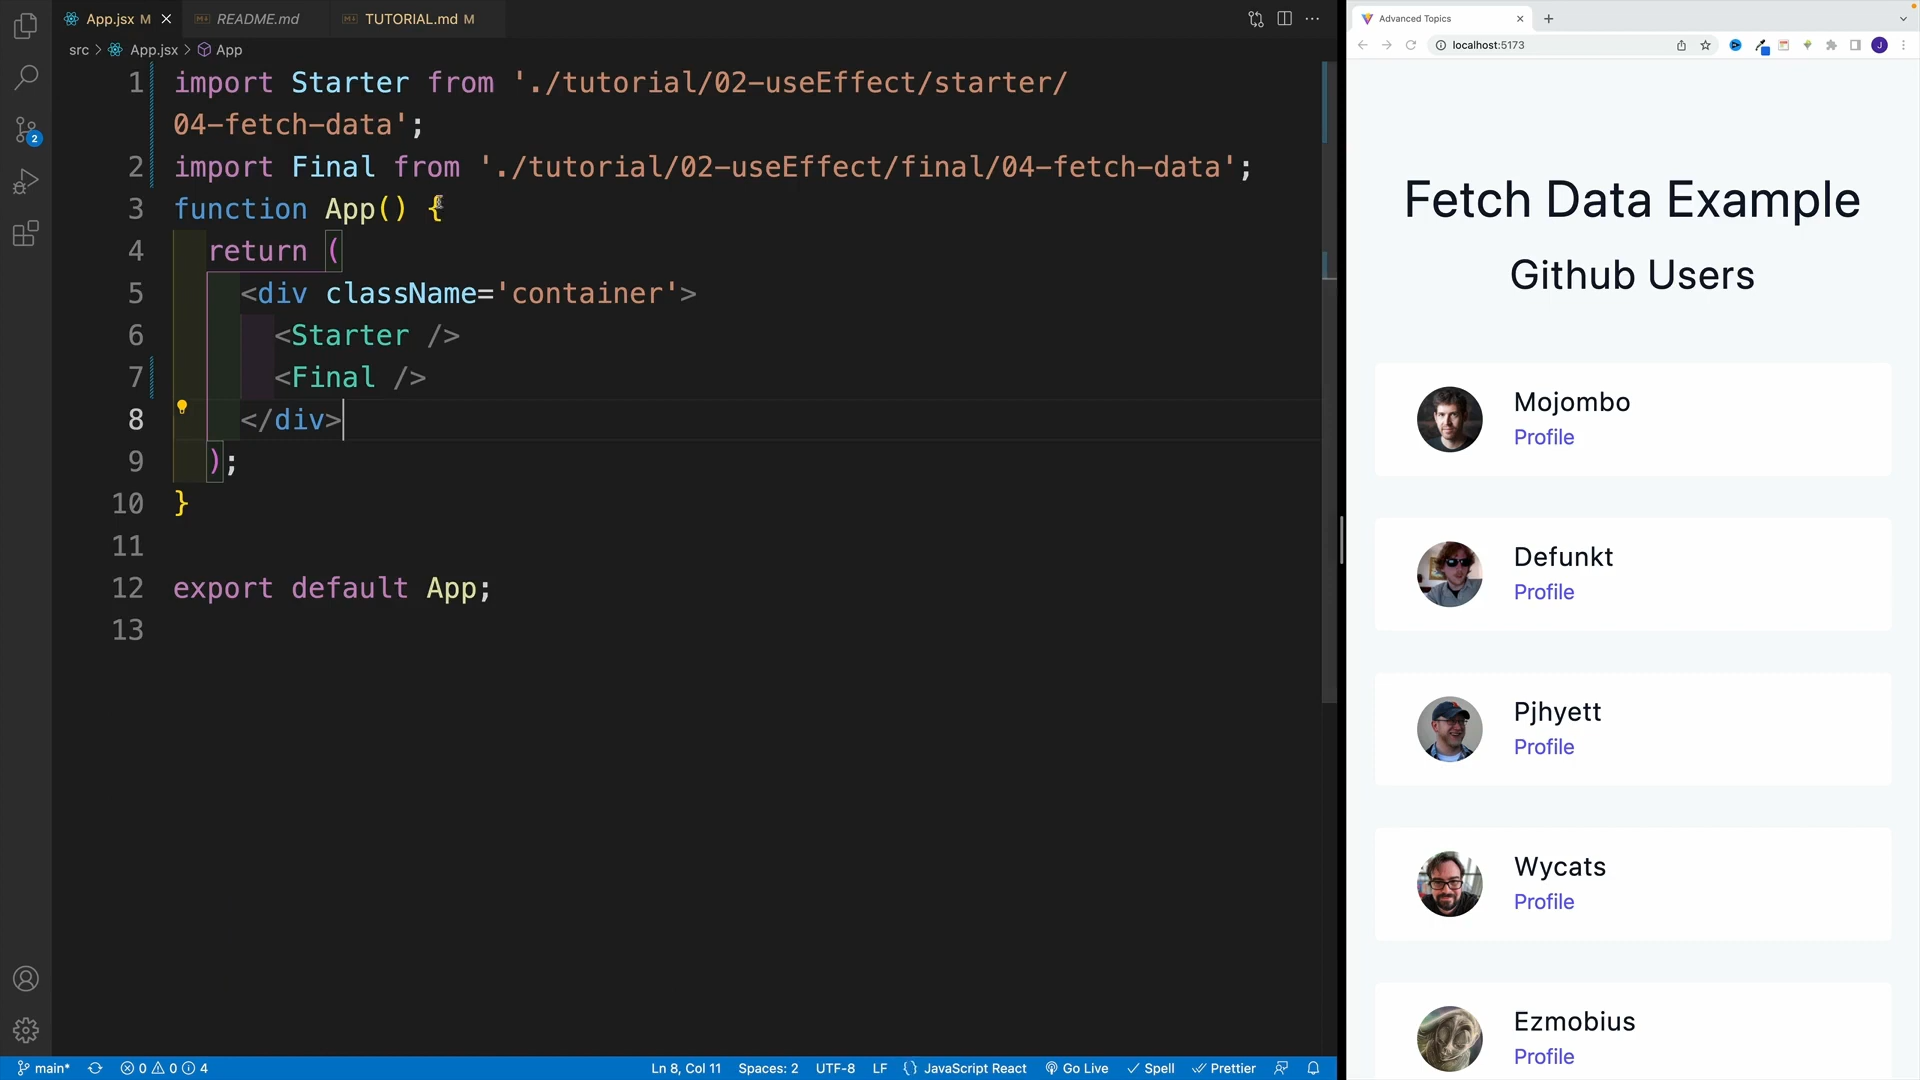 App.jsx M
README.md
TUTORIAL.md M
src > App.jsx > App
1 import Starter from './tutorial/02-useEffect/starter/
04-fetch-data';
2 import Final from './tutorial/02-useEffect/final/04-fetch-data';
3 function App() {
4 return (
5 <div className='container'>
6 <Starter />
7 <Final />
8 </div>
9 );
10 }
11
12 export default App;
13
2
main*
0 0 4
Ln 8, Col 11
Spaces: 2
UTF-8
LF
{} JavaScript React
Go Live
Spell
Prettier
Advanced Topics
localhost:5173
J
Fetch Data Example
Github Users
Mojombo
Profile
Defunkt
Profile
Pjhyett
Profile
Wycats
Profile
Ezmobius
Profile